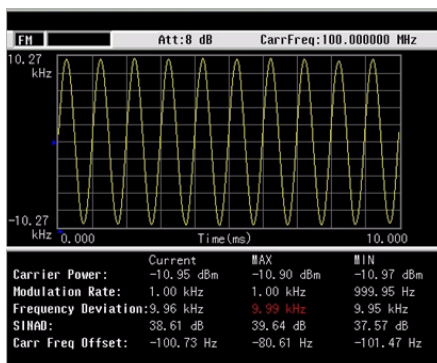 FM Att:8 dB CarrFreq:100.000000 MHz
10.27
kHz
-10.27
kHz
0.000 Time(ms) 10.000
Current MAX MIN
Carrier Power: -10.95 dBm -10.90 dBm -10.97 dBm
Modulation Rate: 1.00 kHz 1.00 kHz 999.95 Hz
Frequency Deviation:9.96 kHz 9.99 kHz 9.95 kHz
SINAD: 38.61 dB 39.64 dB 37.57 dB
Carr Freq Offset: -100.73 Hz -80.61 Hz -101.47 Hz